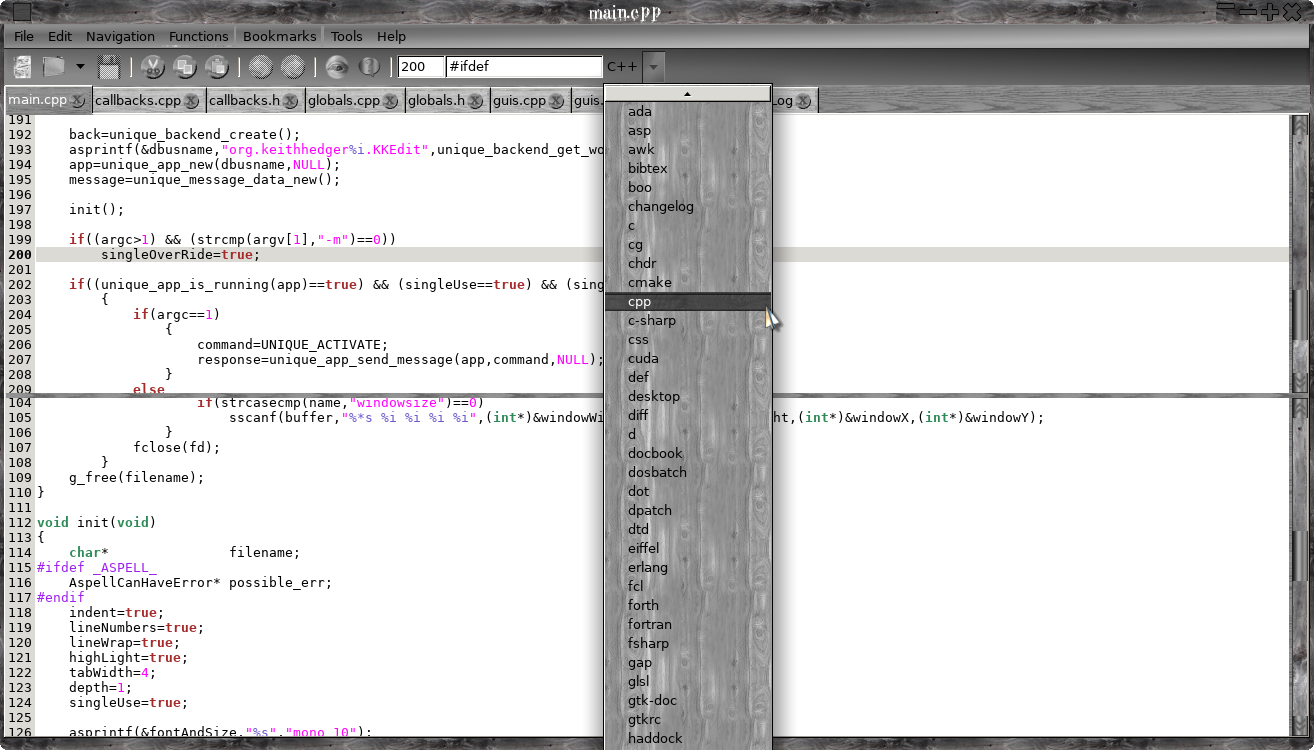 main.cpp
File Edit Navigation Functions Bookmarks Tools Help
200 #ifdef C++
main.cpp callbacks.cpp callbacks.h globals.cpp globals.h guis.cpp guis. Log
191
192 back=unique_backend_create();
193 asprintf(&dbusname,"org.keithhedger%i.KKEdit",unique_backend_get_wo
194 app=unique_app_new(dbusname,NULL);
195 message=unique_message_data_new();
196
197 init();
198
199 if((argc>1) && (strcmp(argv[1],"-m")==0))
200 singleOverRide=true;
201
202 if((unique_app_is_running(app)==true) && (singleUse==true) && (sing
203 {
204 if(argc==1)
205 {
206 command=UNIQUE_ACTIVATE;
207 response=unique_app_send_message(app,command,NULL);
208 }
209 else
104 if(strcasecmp(name,"windowsize")==0)
105 sscanf(buffer,"%*s %i %i %i %i",(int*)&windowWi ht,(int*)&windowX,(int*)&windowY);
106 }
107 fclose(fd);
108 }
109 g_free(filename);
110 }
111
112 void init(void)
113 {
114 char* filename;
115 #ifdef _ASPELL_
116 AspellCanHaveError* possible_err;
117 #endif
118 indent=true;
119 lineNumbers=true;
120 lineWrap=true;
121 highLight=true;
122 tabWidth=4;
123 depth=1;
124 singleUse=true;
125
126 asprintf(&fontAndSize,"%s","mono 10");
ada
asp
awk
bibtex
boo
changelog
c
cg
chdr
cmake
cpp
c-sharp
css
cuda
def
desktop
diff
d
docbook
dosbatch
dot
dpatch
dtd
eiffel
erlang
fcl
forth
fortran
fsharp
gap
glsl
gtk-doc
gtkrc
haddock